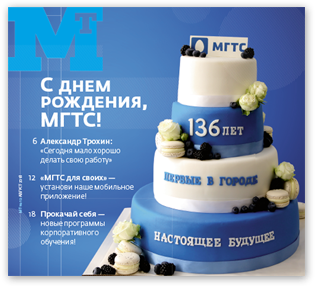 МТ
С ДНЕМ
РОЖДЕНИЯ,
МГТС!
6 Александр Трохин:
«Сегодня мало хорошо
делать свою работу»
12 «МГТС для своих» —
установи наше мобильное
приложение!
18 Прокачай себя —
новые программы
корпоративного
обучения!
МГТС
136 ЛЕТ
ПЕРВЫЕ В ГОРОДЕ
НАСТОЯЩЕЕ БУДУЩЕЕ